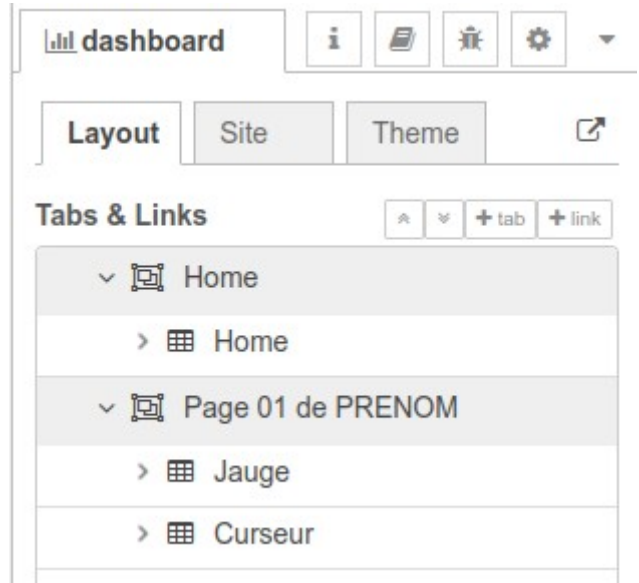 dashboard i
Layout Site Theme
Tabs & Links + tab + link
Home
Home
Page 01 de PRENOM
Jauge
Curseur